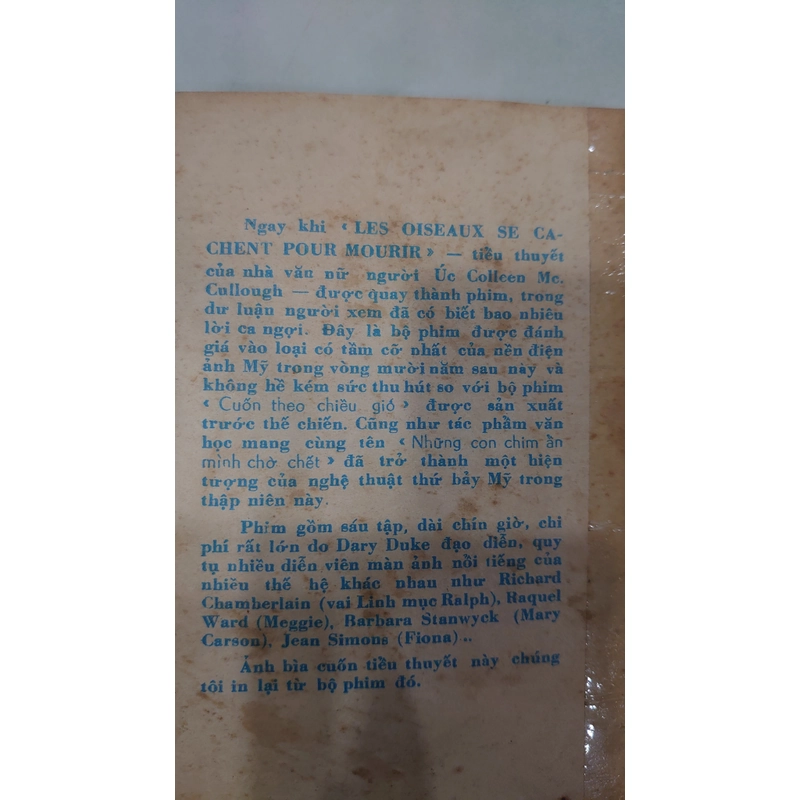 Ngay khi « LES OISEAUX SE CA-
CHENT POUR MOURIR » — tiểu thuyết
của nhà văn nữ người Úc Colleen Mc.
Cullough — được quay thành phim, trong
dư luận người xem đã có biết bao nhiêu
lời ca ngợi. Đây là bộ phim được đánh
giá vào loại có tầm cỡ nhất của nền điện
ảnh Mỹ trong vòng mười năm sau này và
không hề kém sức thu hút so với bộ phim
« Cuốn theo chiều gió » được sản xuất
trước thế chiến. Cũng như tác phẩm văn
học mang cùng tên « Những con chim ẩn
mình chờ chết » đã trở thành một hiện
tượng của nghệ thuật thứ bảy Mỹ trong
thập niên này.
Phim gồm sáu tập, dài chín giờ, chi
phí rất lớn do Dary Duke đạo diễn, quy
tụ nhiều diễn viên màn ảnh nổi tiếng của
nhiều thế hệ khác nhau như Richard
Chamberlain (vai Linh mục Ralph), Raquel
Ward (Meggie), Barbara Stanwyck (Mary
Carson), Jean Simons (Fiona)..
Ảnh bìa cuốn tiểu thuyết này chúng
tôi in lại từ bộ phim đó.